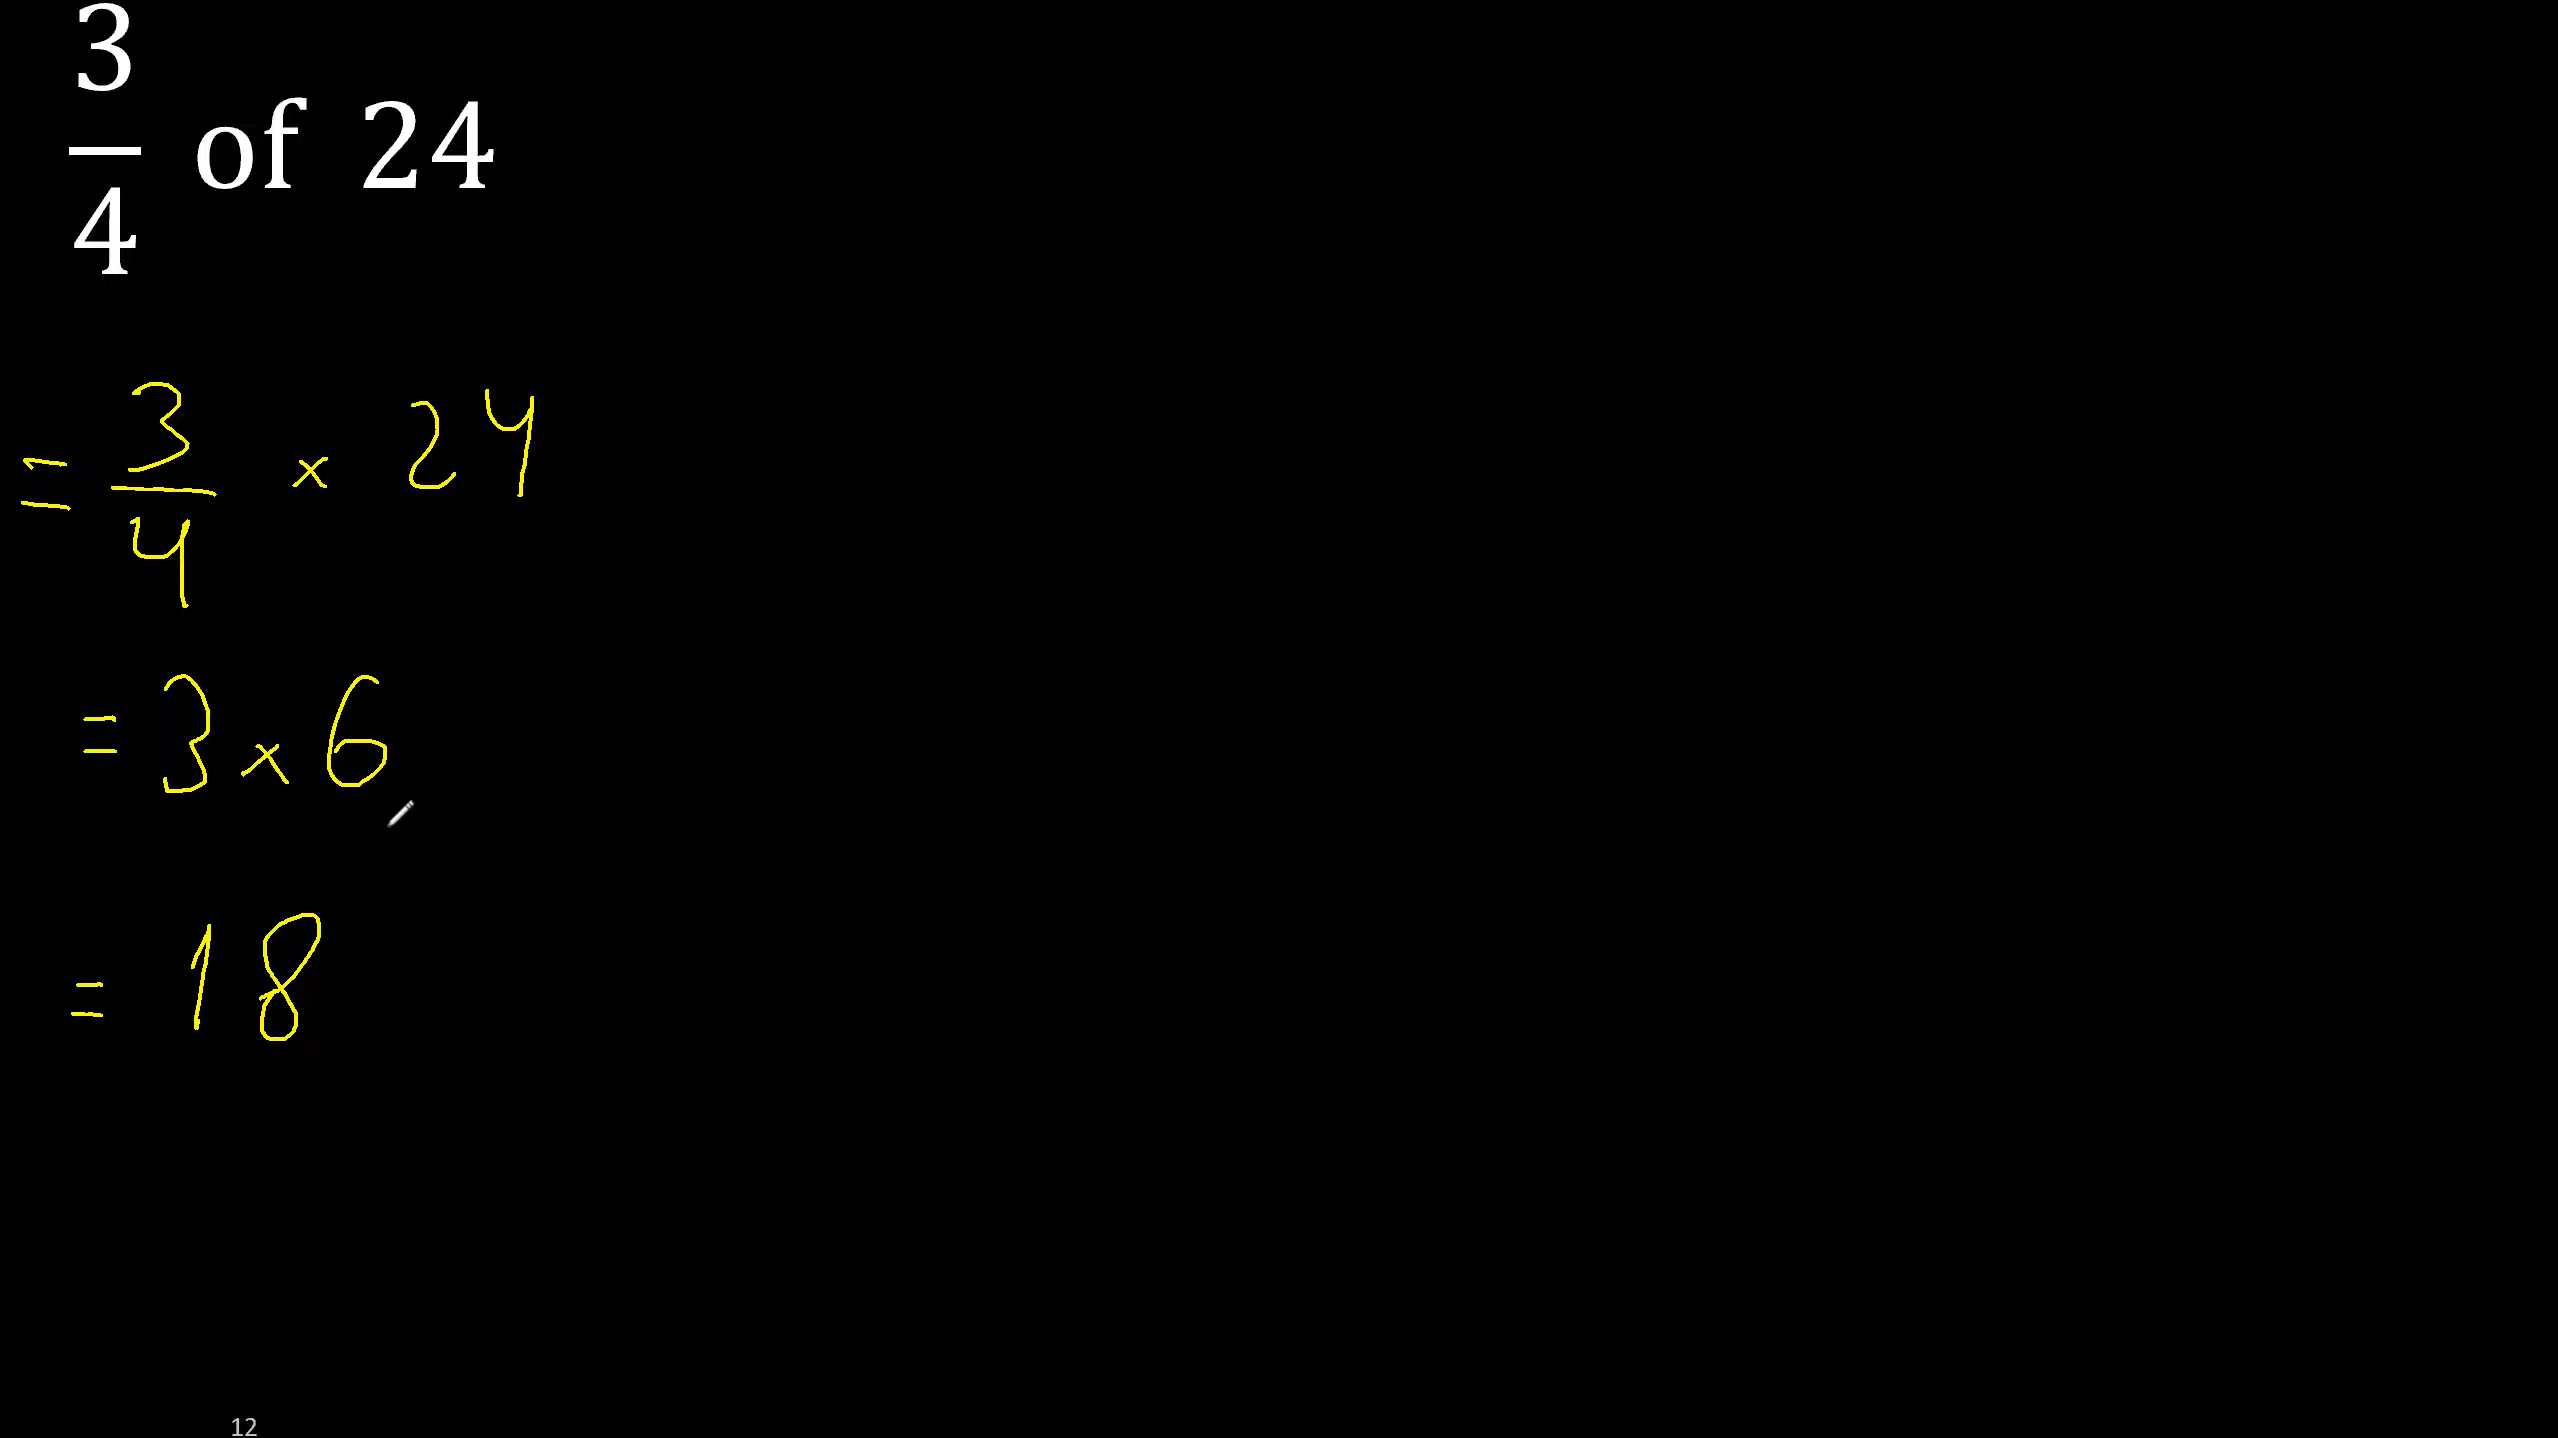 3/4 of 24
= 3/4 × 24
= 3 × 6
= 18
12